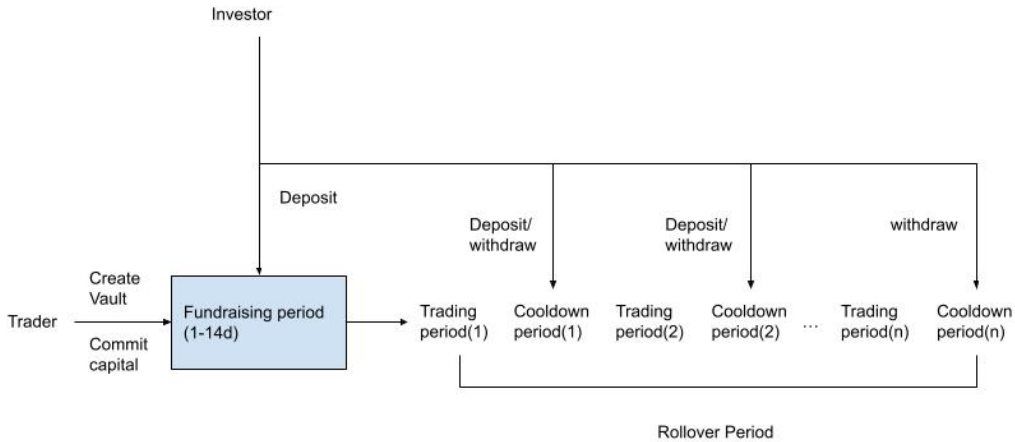 Investor
Deposit
Deposit/
withdraw
Deposit/
withdraw
withdraw
Create
Vault
Trader
Commit
capital
Fundraising period
(1-14d)
Trading
period(1)
Cooldown
period(1)
Trading
period(2)
Cooldown
period(2)
...
Trading
period(n)
Cooldown
period(n)
Rollover Period